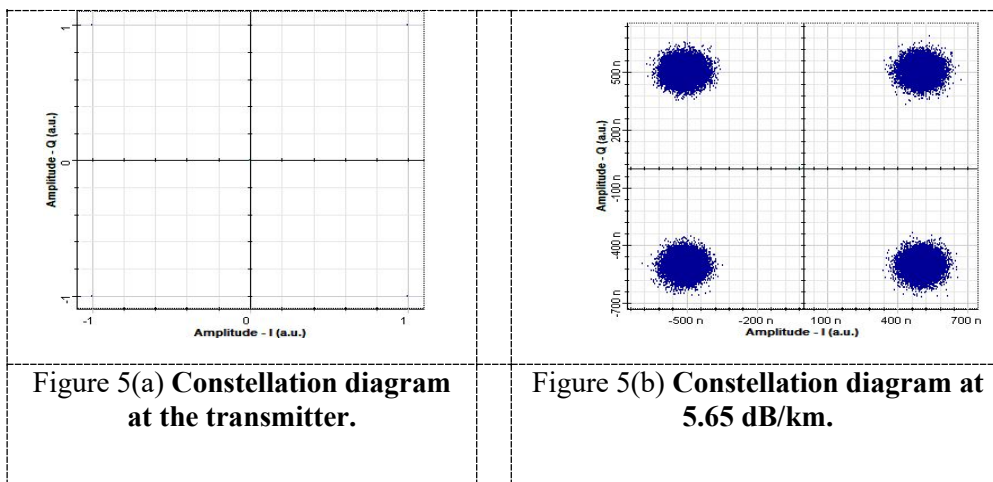 Amplitude - Q (a.u.)
1
0
-1
-1
0
1
Amplitude - I (a.u.)
Amplitude - Q (a.u.)
500 n
200 n
-100 n
-400 n
-700 n
-500 n
-200 n
100 n
400 n
700 n
Amplitude - I (a.u.)
Figure 5(a) Constellation diagram
at the transmitter.
Figure 5(b) Constellation diagram at
5.65 dB/km.